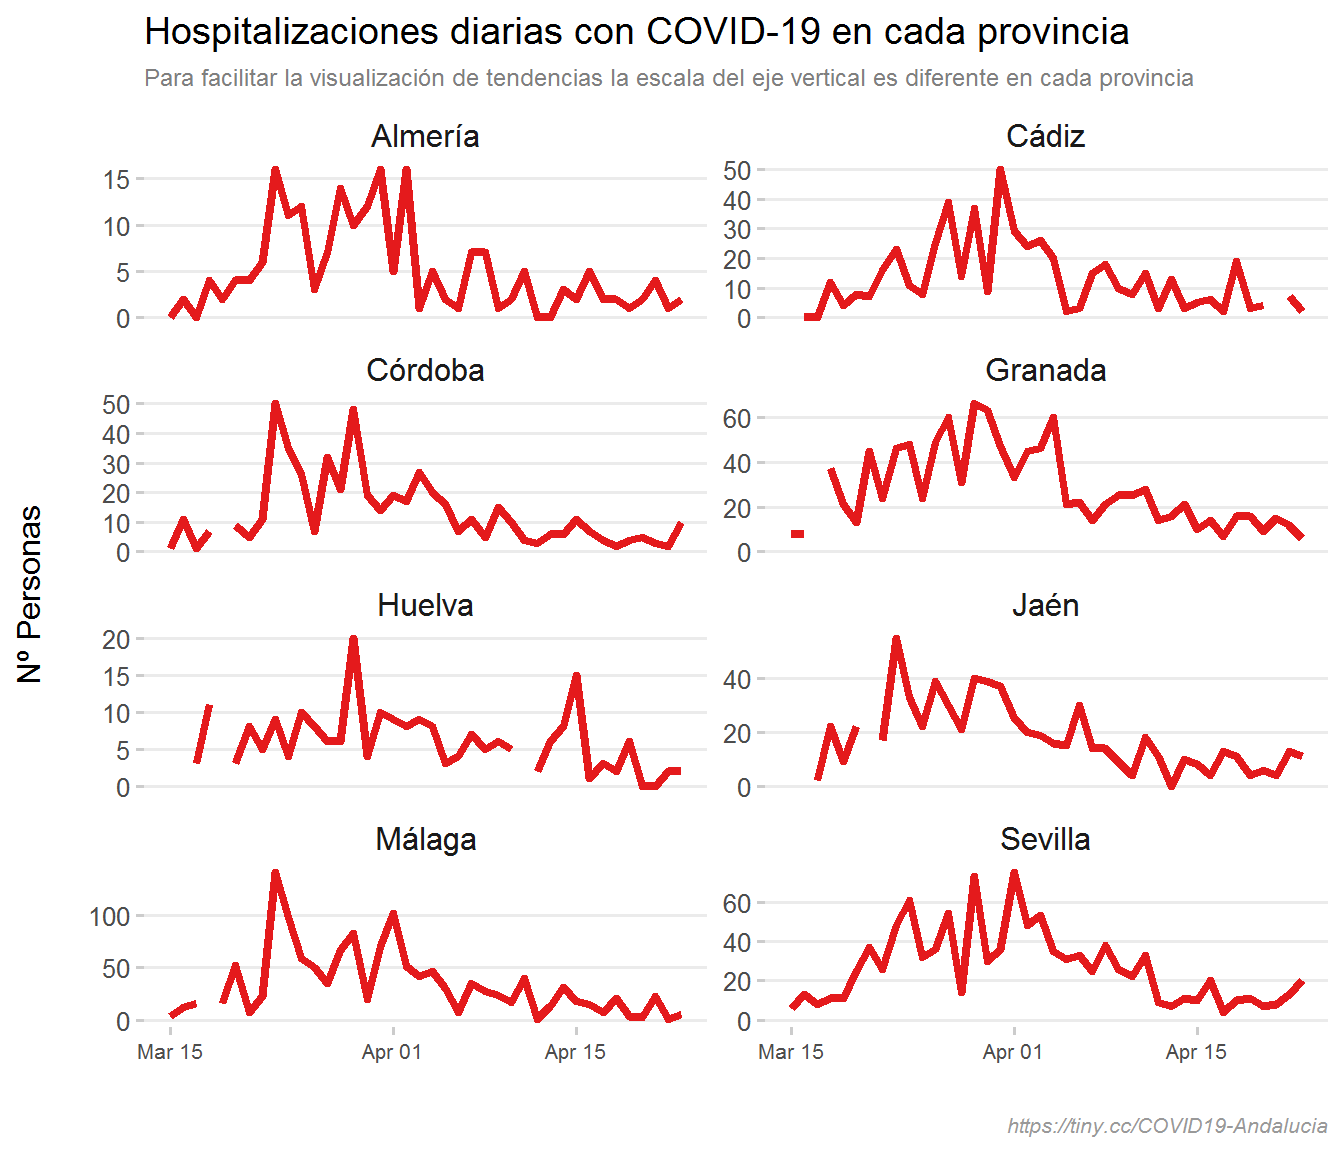 Hospitalizaciones diarias con COVID-19 en cada provincia
Para facilitar la visualización de tendencias la escala del eje vertical es diferente en cada provincia
Nº Personas
Almería
15
10
5
0
Cádiz
50
40
30
20
10
0
Córdoba
50
40
30
20
10
0
Granada
60
40
20
0
Huelva
20
15
10
5
0
Jaén
40
20
0
Málaga
100
50
0
Mar 15 Apr 01 Apr 15
Sevilla
60
40
20
0
Mar 15 Apr 01 Apr 15
https://tiny.cc/COVID19-Andalucia